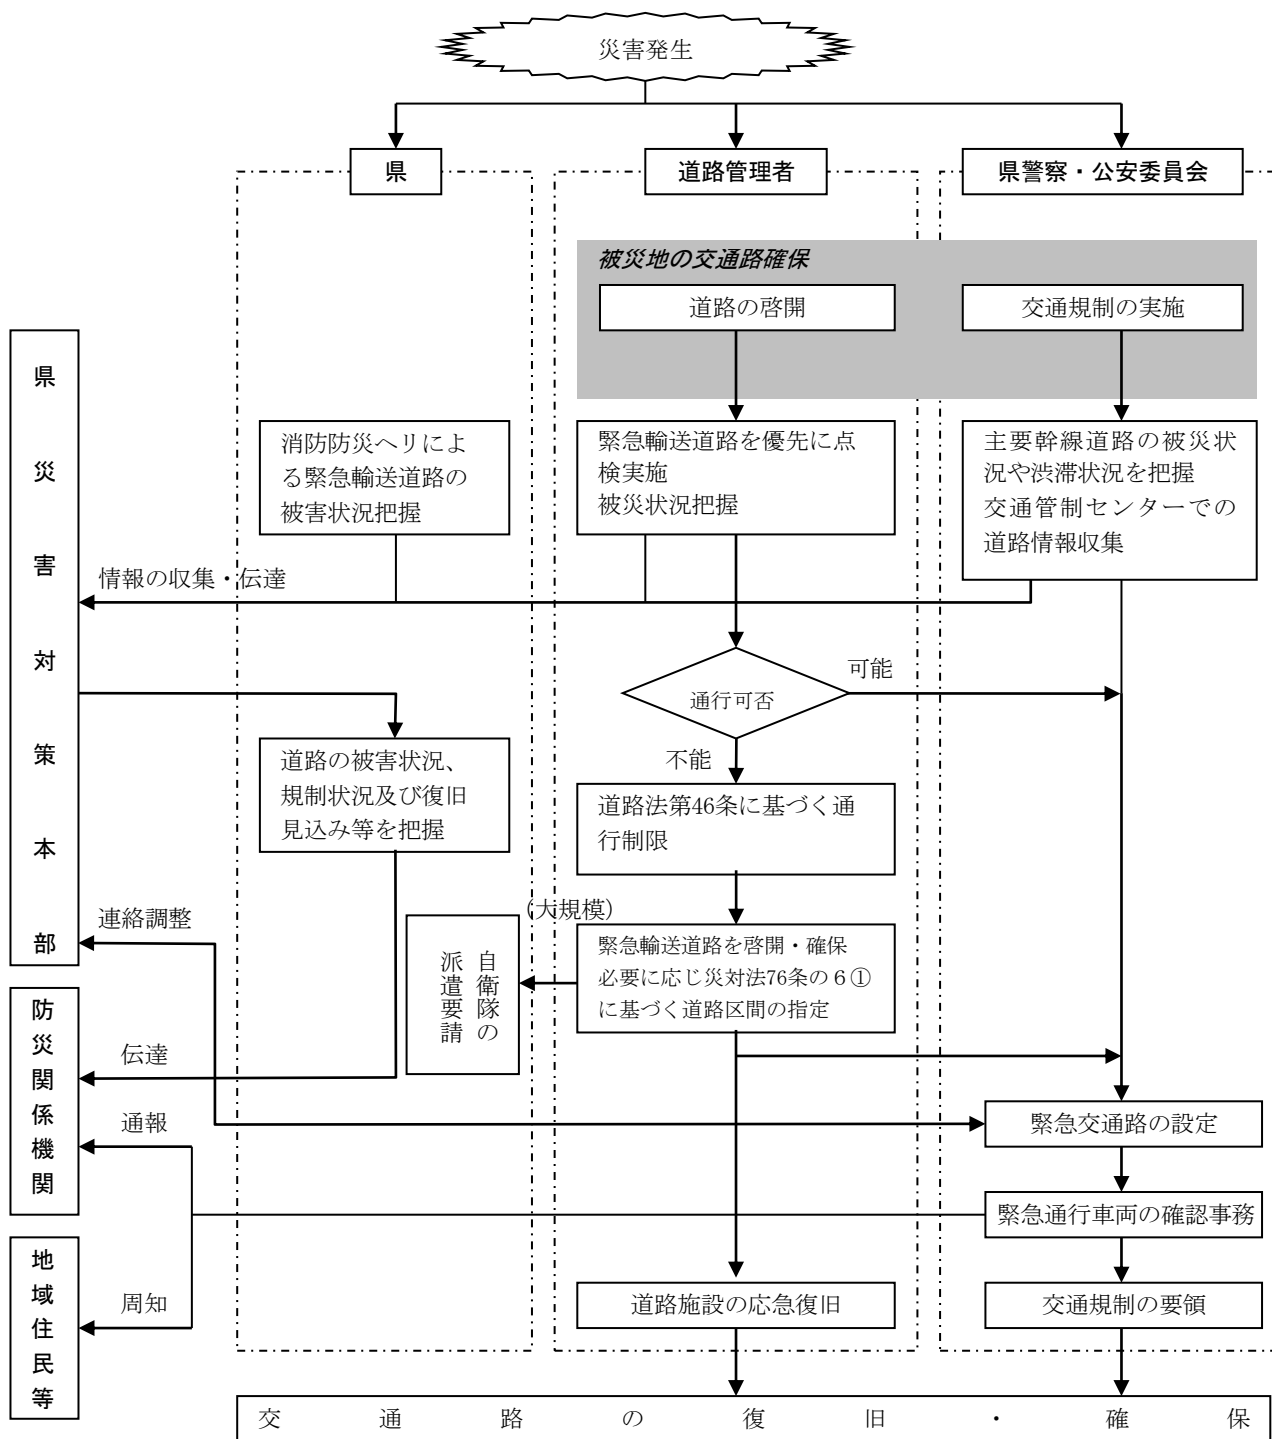 災害発生
県
道路管理者
県警察・公安委員会
被災地の交通路確保
道路の啓開
交通規制の実施
県災害対策本部
消防防災ヘリによ
る緊急輸送道路の
被害状況把握
緊急輸送道路を優先に点
検実施
被災状況把握
主要幹線道路の被災状
況や渋滞状況を把握
交通管制センターでの
道路情報収集
情報の収集・伝達
通行可否
可能
不能
道路の被害状況、
規制状況及び復旧
見込み等を把握
道路法第46条に基づく通
行制限
(大規模)
連絡調整
自衛隊の
派遣要請
緊急輸送道路を啓開・確保
必要に応じ災対法76条の６①
に基づく道路区間の指定
防災関係機関
伝達
通報
緊急交通路の設定
緊急通行車両の確認事務
地域住民等
周知
道路施設の応急復旧
交通規制の要領
交通路の復旧・確保